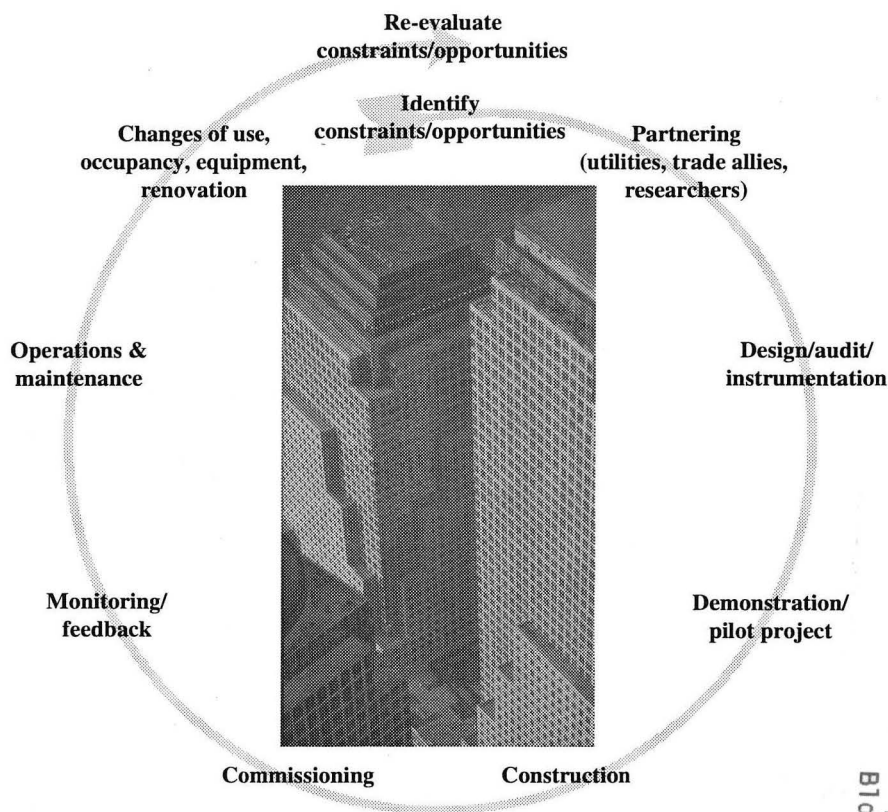 Re-evaluate
constraints/opportunities
Identify
constraints/opportunities
Partnering
(utilities, trade allies,
researchers)
Design/audit/
instrumentation
Demonstration/
pilot project
Construction
Commissioning
Monitoring/
feedback
Operations &
maintenance
Changes of use,
occupancy, equipment,
renovation